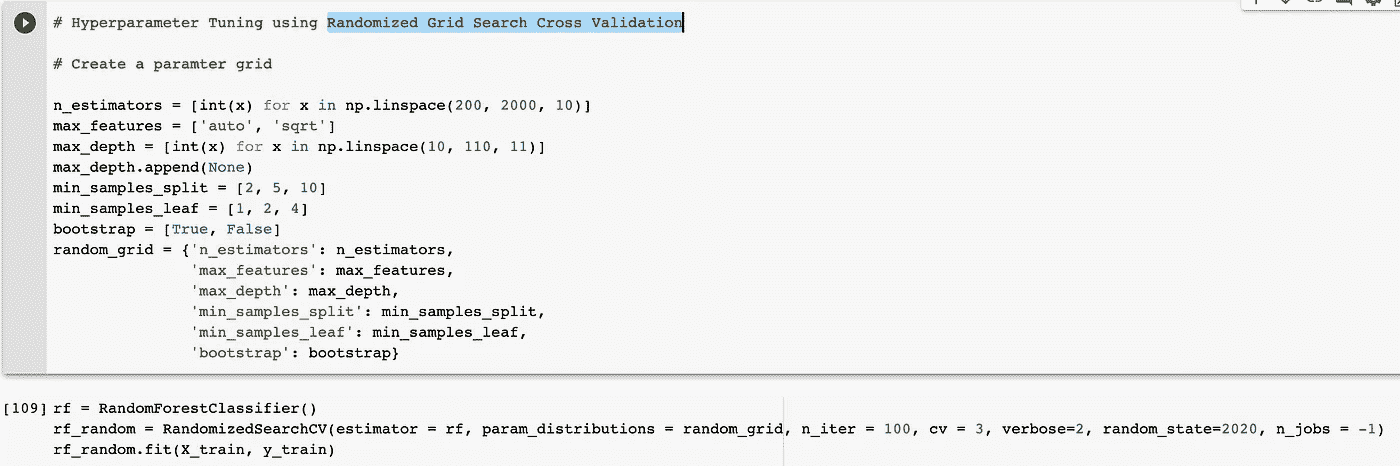 # Hyperparameter Tuning using Randomized Grid Search Cross Validation
# Create a paramter grid
n_estimators = [int(x) for x in np.linspace(200, 2000, 10)]
max_features = ['auto', 'sqrt']
max_depth = [int(x) for x in np.linspace(10, 110, 11)]
max_depth.append(None)
min_samples_split = [2, 5, 10]
min_samples_leaf = [1, 2, 4]
bootstrap = [True, False]
random_grid = {'n_estimators': n_estimators,
'max_features': max_features,
'max_depth': max_depth,
'min_samples_split': min_samples_split,
'min_samples_leaf': min_samples_leaf,
'bootstrap': bootstrap}
[109] rf = RandomForestClassifier()
rf_random = RandomizedSearchCV(estimator = rf, param_distributions = random_grid, n_iter = 100, cv = 3, verbose=2, random_state=2020, n_jobs = -1)
rf_random.fit(X_train, y_train)